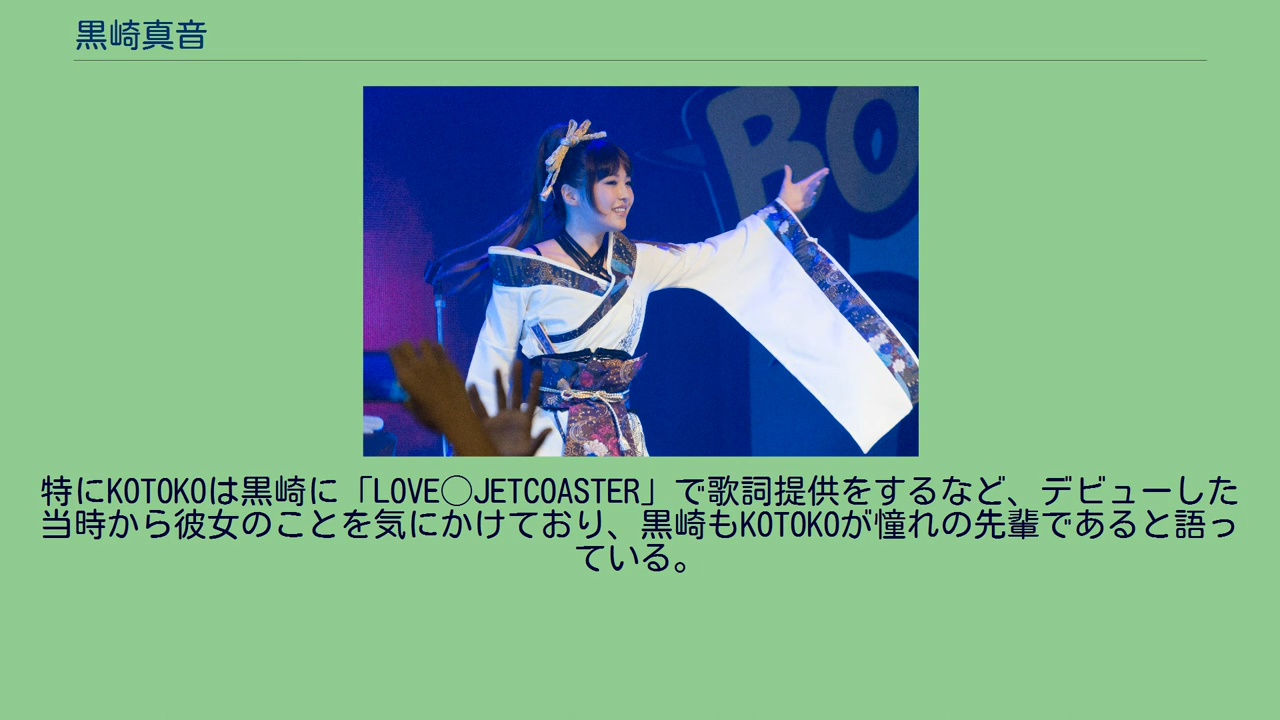 黒崎真音
BO
特にKOTOKOは黒崎に「LOVE◯JETCOASTER」で歌詞提供をするなど、デビューした
当時から彼女のことを気にかけており、黒崎もKOTOKOが憧れの先輩であると語っ
ている。